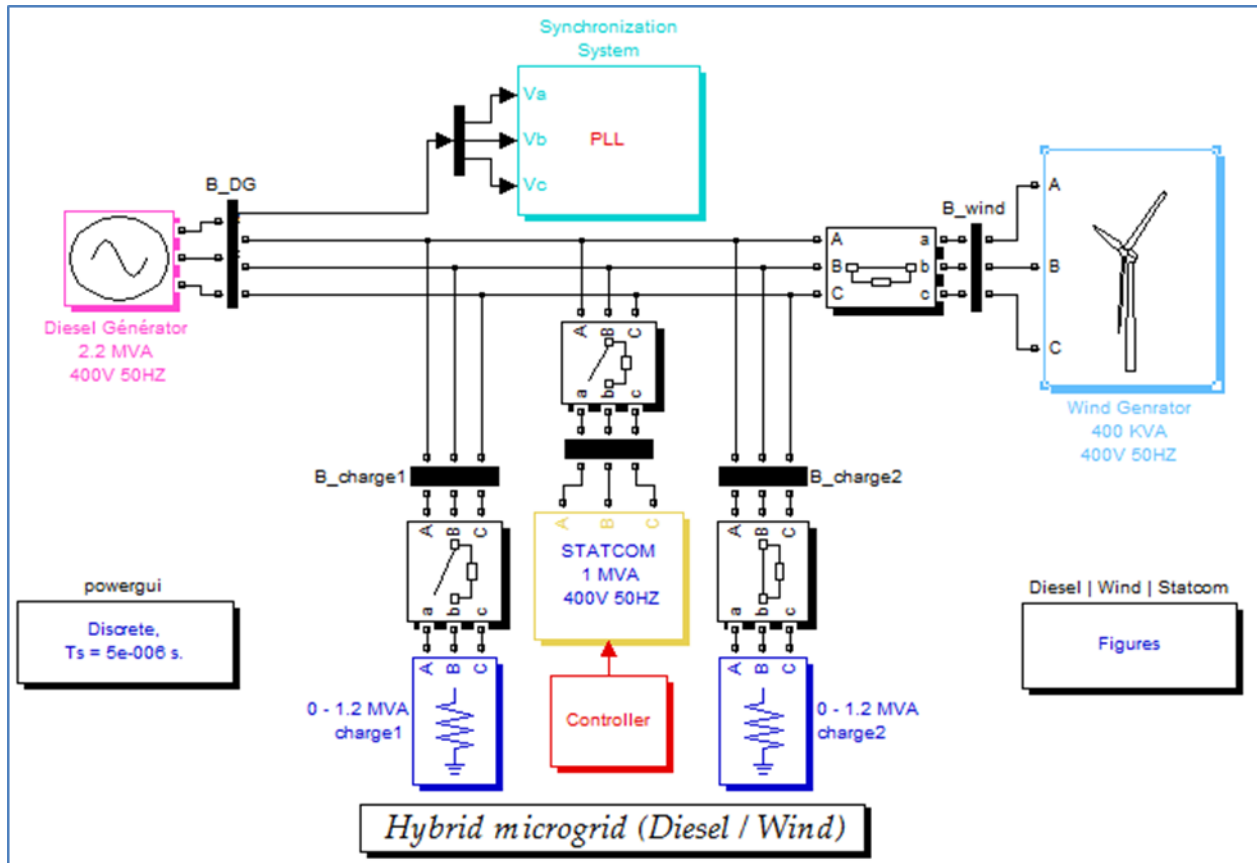 Synchronization
System
Va
Vb
Vc
PLL
B_DG
Diesel Générator
2.2 MVA
400V 50HZ
A
B
C
a
b
c
B_wind
A
B
C
Wind Genrator
400 KVA
400V 50HZ
A B C
a b c
B_charge1
B_charge2
A B C
a b c
A B C
STATCOM
1 MVA
400V 50HZ
A B C
a b c
powergui
Discrete,
Ts = 5e-006 s.
Diesel | Wind | Statcom
Figures
A B C
0 - 1.2 MVA
charge1
Controller
A B C
0 - 1.2 MVA
charge2
Hybrid microgrid (Diesel / Wind)